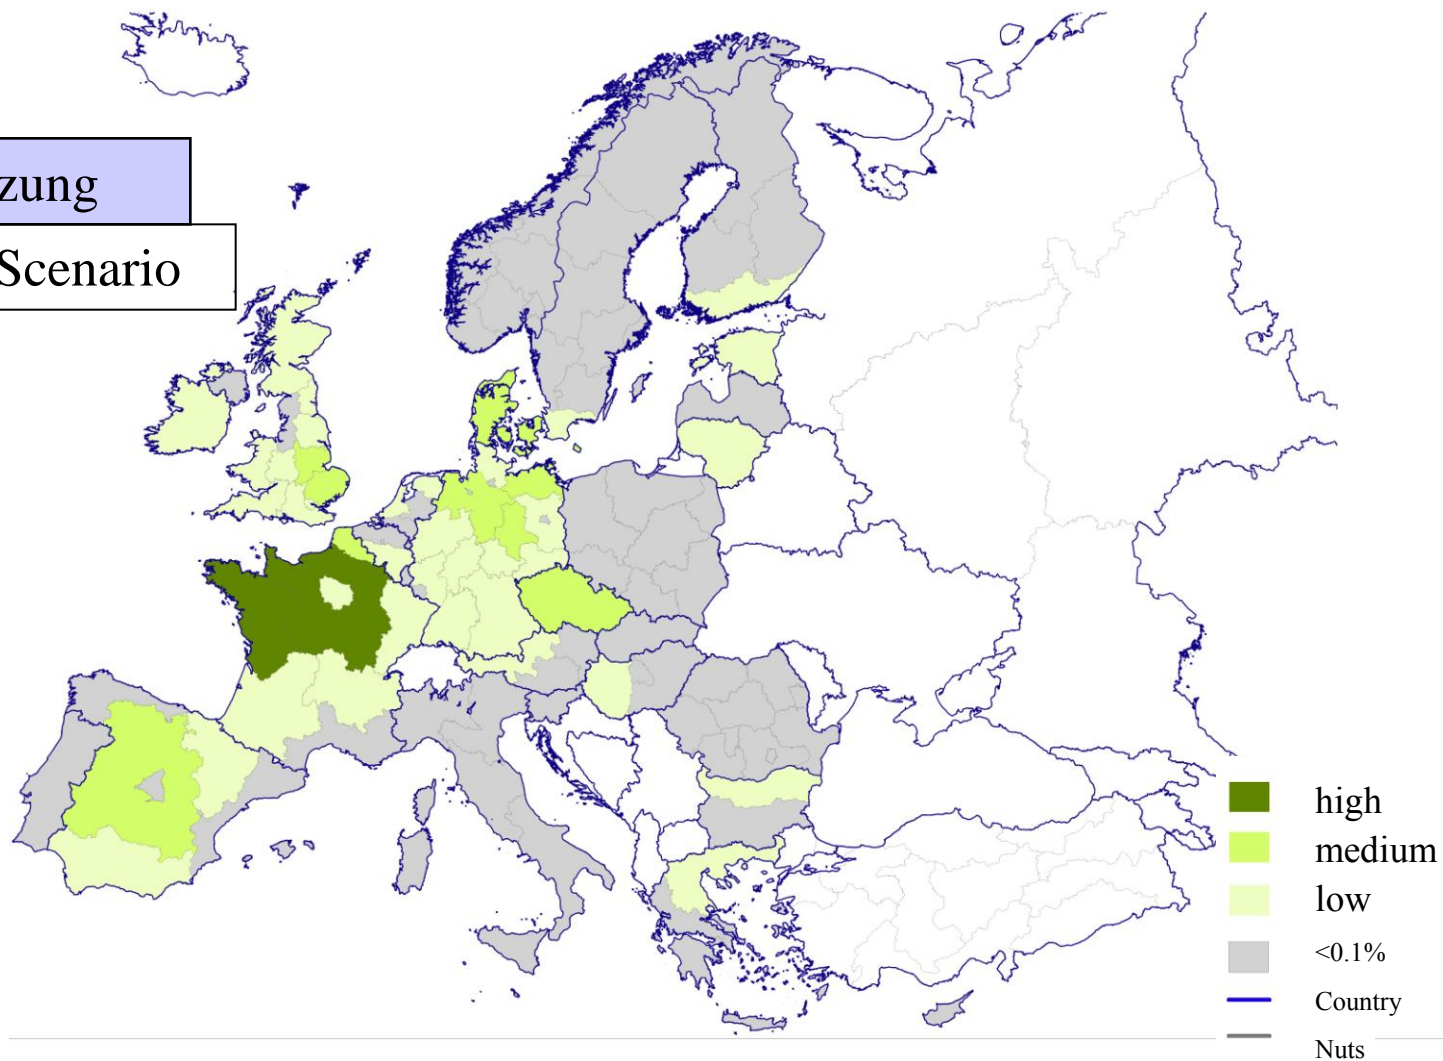 zung
Scenario
high
medium
low
<0.1%
Country
Nuts